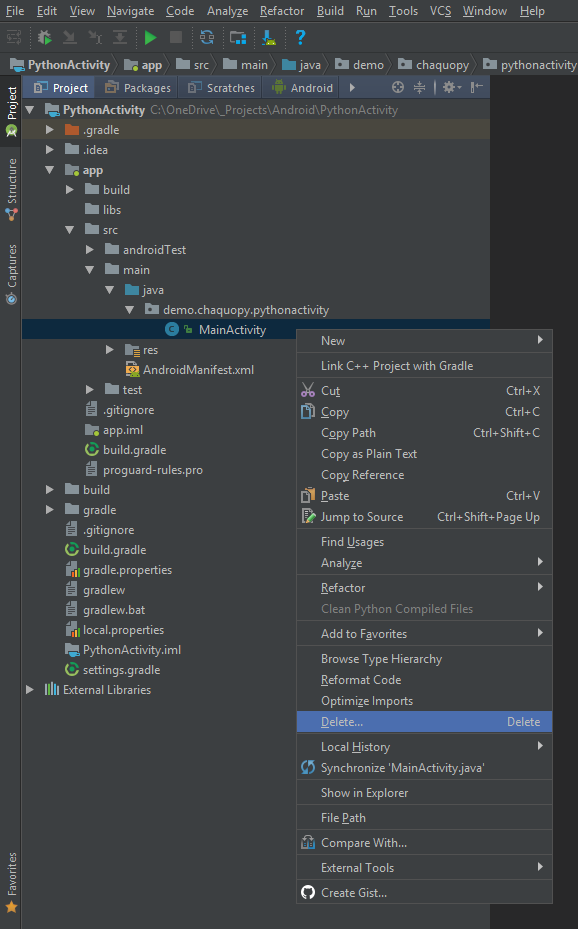 File Edit View Navigate Code Analyze Refactor Build Run Tools VCS Window Help
PythonActivity app src main java demo chaquopy pythonactivity
Project Packages Scratches Android
Project
Structure
Captures
Favorites
PythonActivity C:\OneDrive\_Projects\Android\PythonActivity
.gradle
.idea
app
build
libs
src
androidTest
main
java
demo.chaquopy.pythonactivity
MainActivity
res
AndroidManifest.xml
test
.gitignore
app.iml
build.gradle
proguard-rules.pro
build
gradle
.gitignore
build.gradle
gradle.properties
gradlew
gradlew.bat
local.properties
PythonActivity.iml
settings.gradle
External Libraries
New
Link C++ Project with Gradle
Cut Ctrl+X
Copy Ctrl+C
Copy Path Ctrl+Shift+C
Copy as Plain Text
Copy Reference
Paste Ctrl+V
Jump to Source Ctrl+Shift+Page Up
Find Usages
Analyze
Refactor
Clean Python Compiled Files
Add to Favorites
Browse Type Hierarchy
Reformat Code
Optimize Imports
Delete... Delete
Local History
Synchronize 'MainActivity.java'
Show in Explorer
File Path
Compare With...
External Tools
Create Gist...